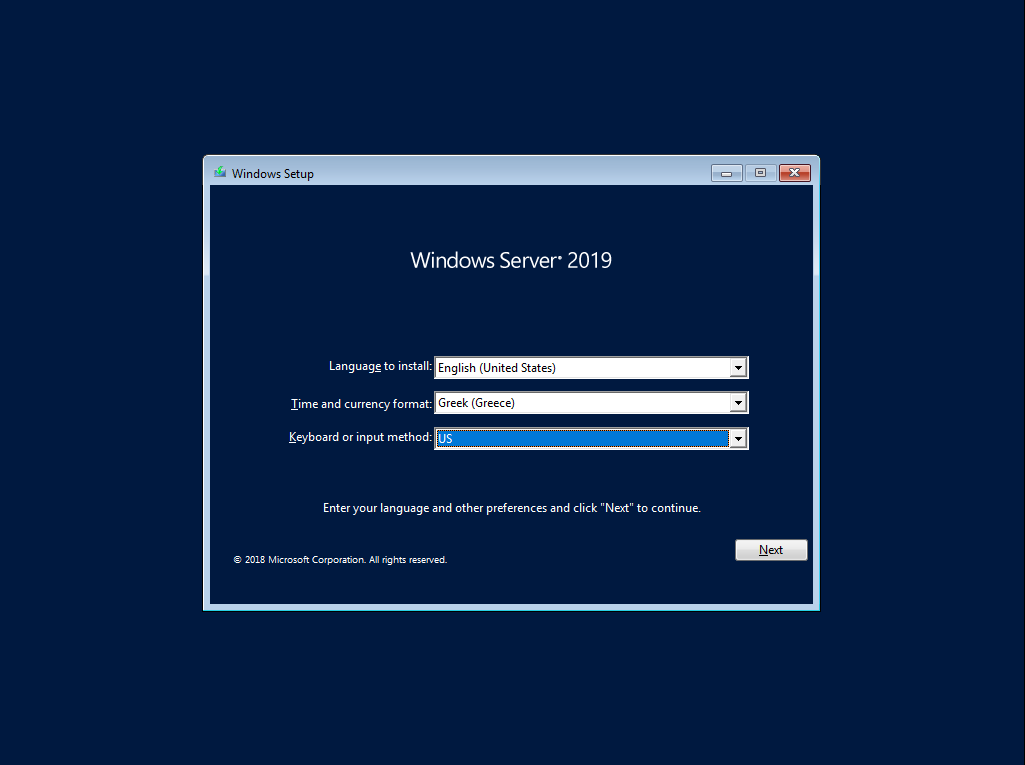 Windows Setup
Windows Server® 2019
Language to install: English (United States)
Time and currency format: Greek (Greece)
Keyboard or input method: US
Enter your language and other preferences and click "Next" to continue.
© 2018 Microsoft Corporation. All rights reserved.
Next